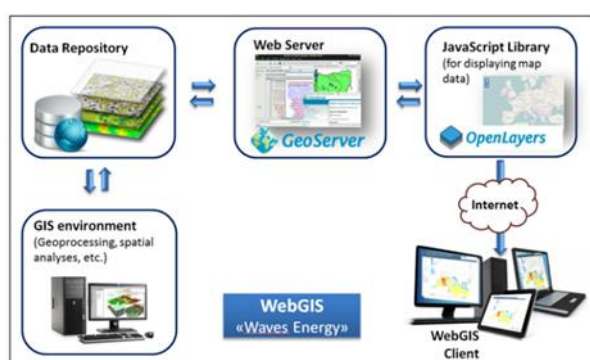 Data Repository
Web Server
GeoServer
JavaScript Library
(for displaying map
data)
OpenLayers
GIS environment
(Geoprocessing, spatial
analyses, etc.)
WebGIS
«Waves Energy»
Internet
WebGIS
Client